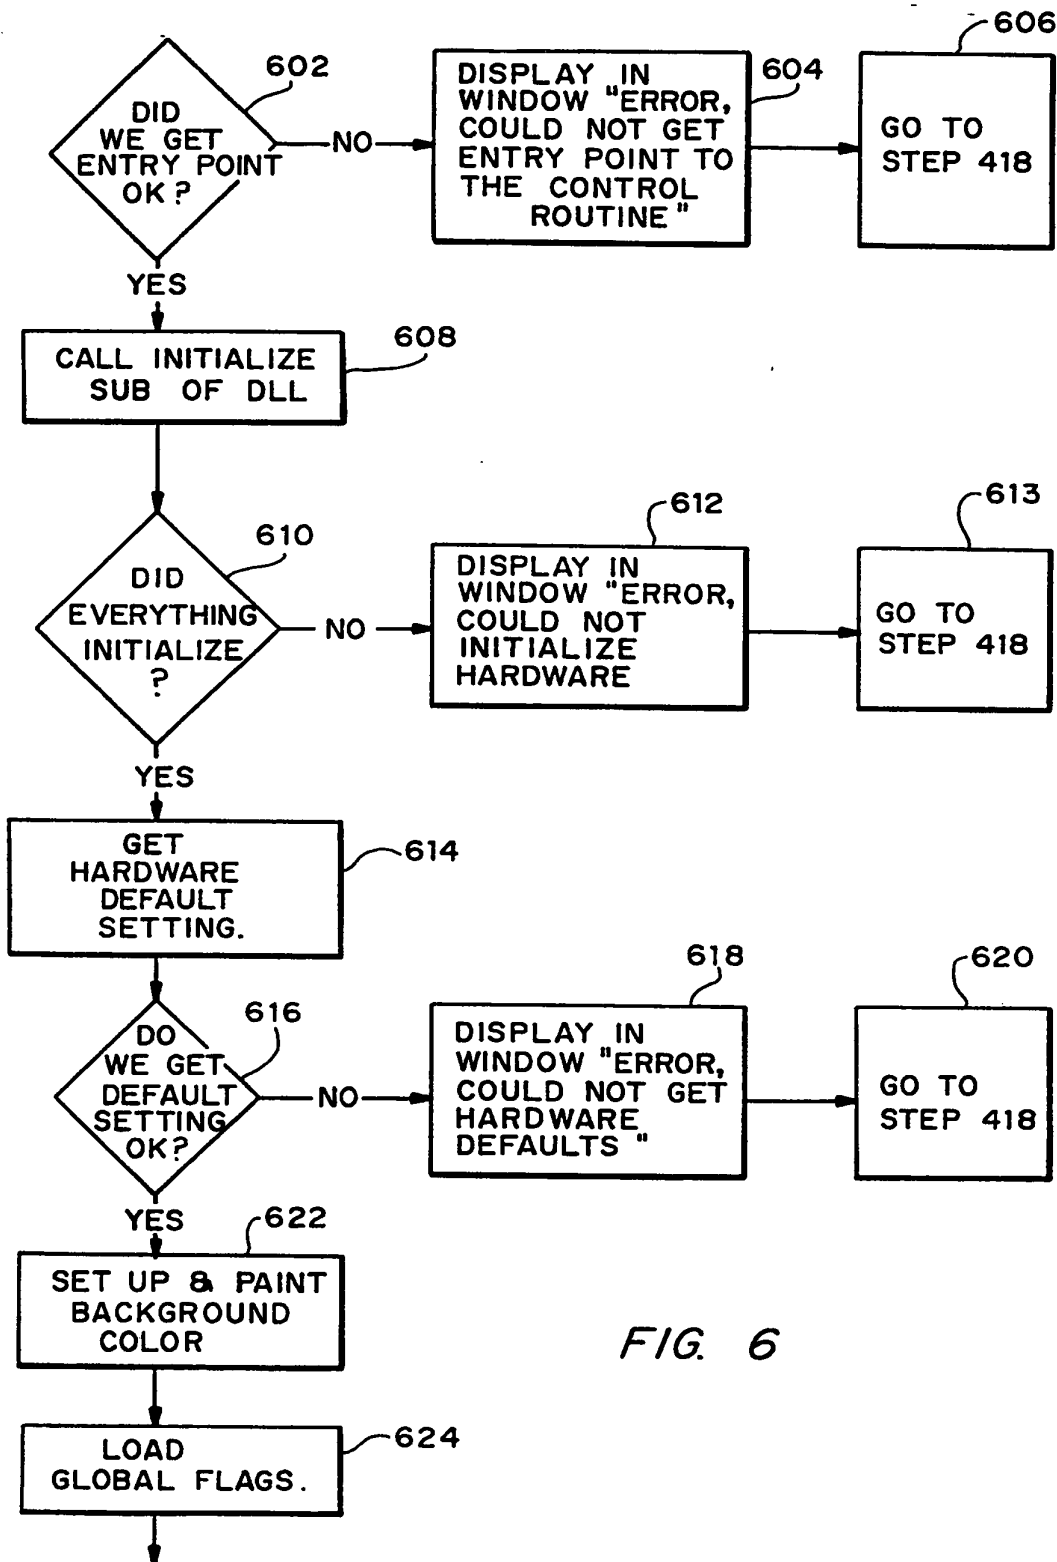 606
602
DID
WE GET
ENTRY POINT
OK?
NO
DISPLAY IN
WINDOW "ERROR,
COULD NOT GET
ENTRY POINT TO
THE CONTROL
ROUTINE"
604
GO TO
STEP 418
YES
CALL INITIALIZE
SUB OF DLL
608
610
DID
EVERYTHING
INITIALIZE
?
NO
612
DISPLAY IN
WINDOW "ERROR,
COULD NOT
INITIALIZE
HARDWARE
613
GO TO
STEP 418
YES
GET
HARDWARE
DEFAULT
SETTING.
614
616
DO
WE GET
DEFAULT
SETTING
OK?
NO
618
DISPLAY IN
WINDOW "ERROR,
COULD NOT GET
HARDWARE
DEFAULTS"
620
GO TO
STEP 418
YES
622
SET UP & PAINT
BACKGROUND
COLOR
FIG. 6
LOAD
GLOBAL FLAGS.
624